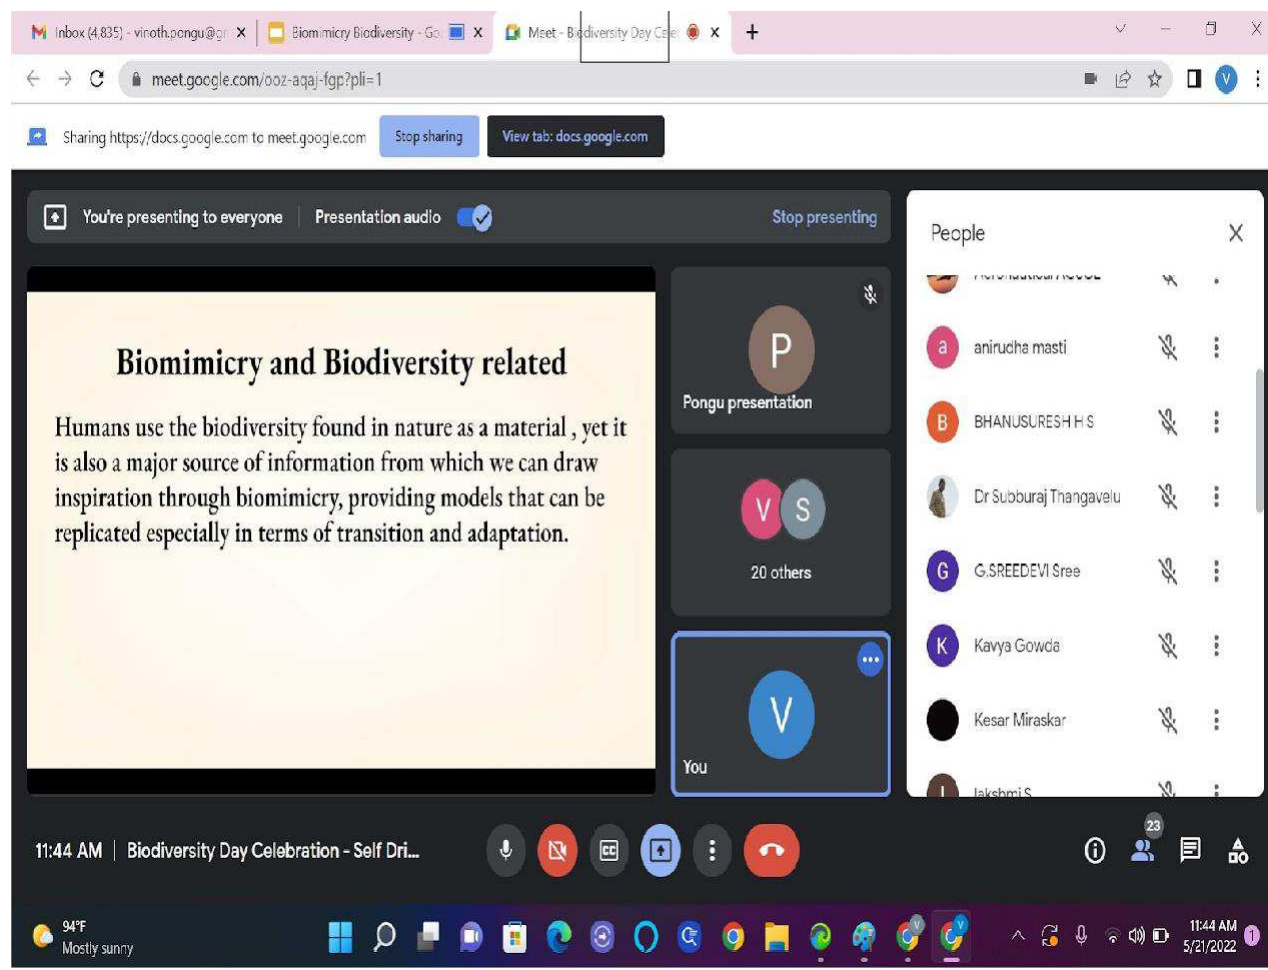 Inbox (4,835) - vinoth.pongu@gr
Biomimicry Biodiversity - Go
Meet - Biodiversity Day Cele
meet.google.com/ooz-aqaj-fgp?pli=1
V
Sharing https://docs.google.com to meet.google.com
Stop sharing
View tab: docs.google.com
You're presenting to everyone
Presentation audio
Stop presenting
People
Biomimicry and Biodiversity related
Humans use the biodiversity found in nature as a material , yet it
is also a major source of information from which we can draw
inspiration through biomimicry, providing models that can be
replicated especially in terms of transition and adaptation.
P
Pongu presentation
V S
20 others
V
You
a anirudha masti
B BHANUSURESH H S
Dr Subburaj Thangavelu
G G.SREEDEVI Sree
K Kavya Gowda
Kesar Miraskar
lakshmi S
11:44 AM | Biodiversity Day Celebration - Self Dri...
CC
23
94°F
Mostly sunny
11:44 AM
5/21/2022
1